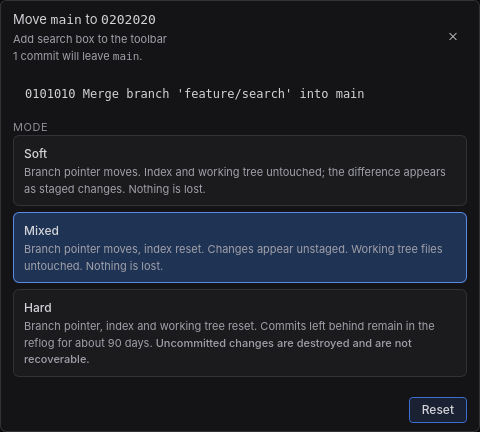 Move main to 0202020
Add search box to the toolbar
1 commit will leave main.
×
0101010 Merge branch 'feature/search' into main
MODE
Soft
Branch pointer moves. Index and working tree untouched; the difference appears
as staged changes. Nothing is lost.
Mixed
Branch pointer moves, index reset. Changes appear unstaged. Working tree files
untouched. Nothing is lost.
Hard
Branch pointer, index and working tree reset. Commits left behind remain in the
reflog for about 90 days. Uncommitted changes are destroyed and are not
recoverable.
Reset